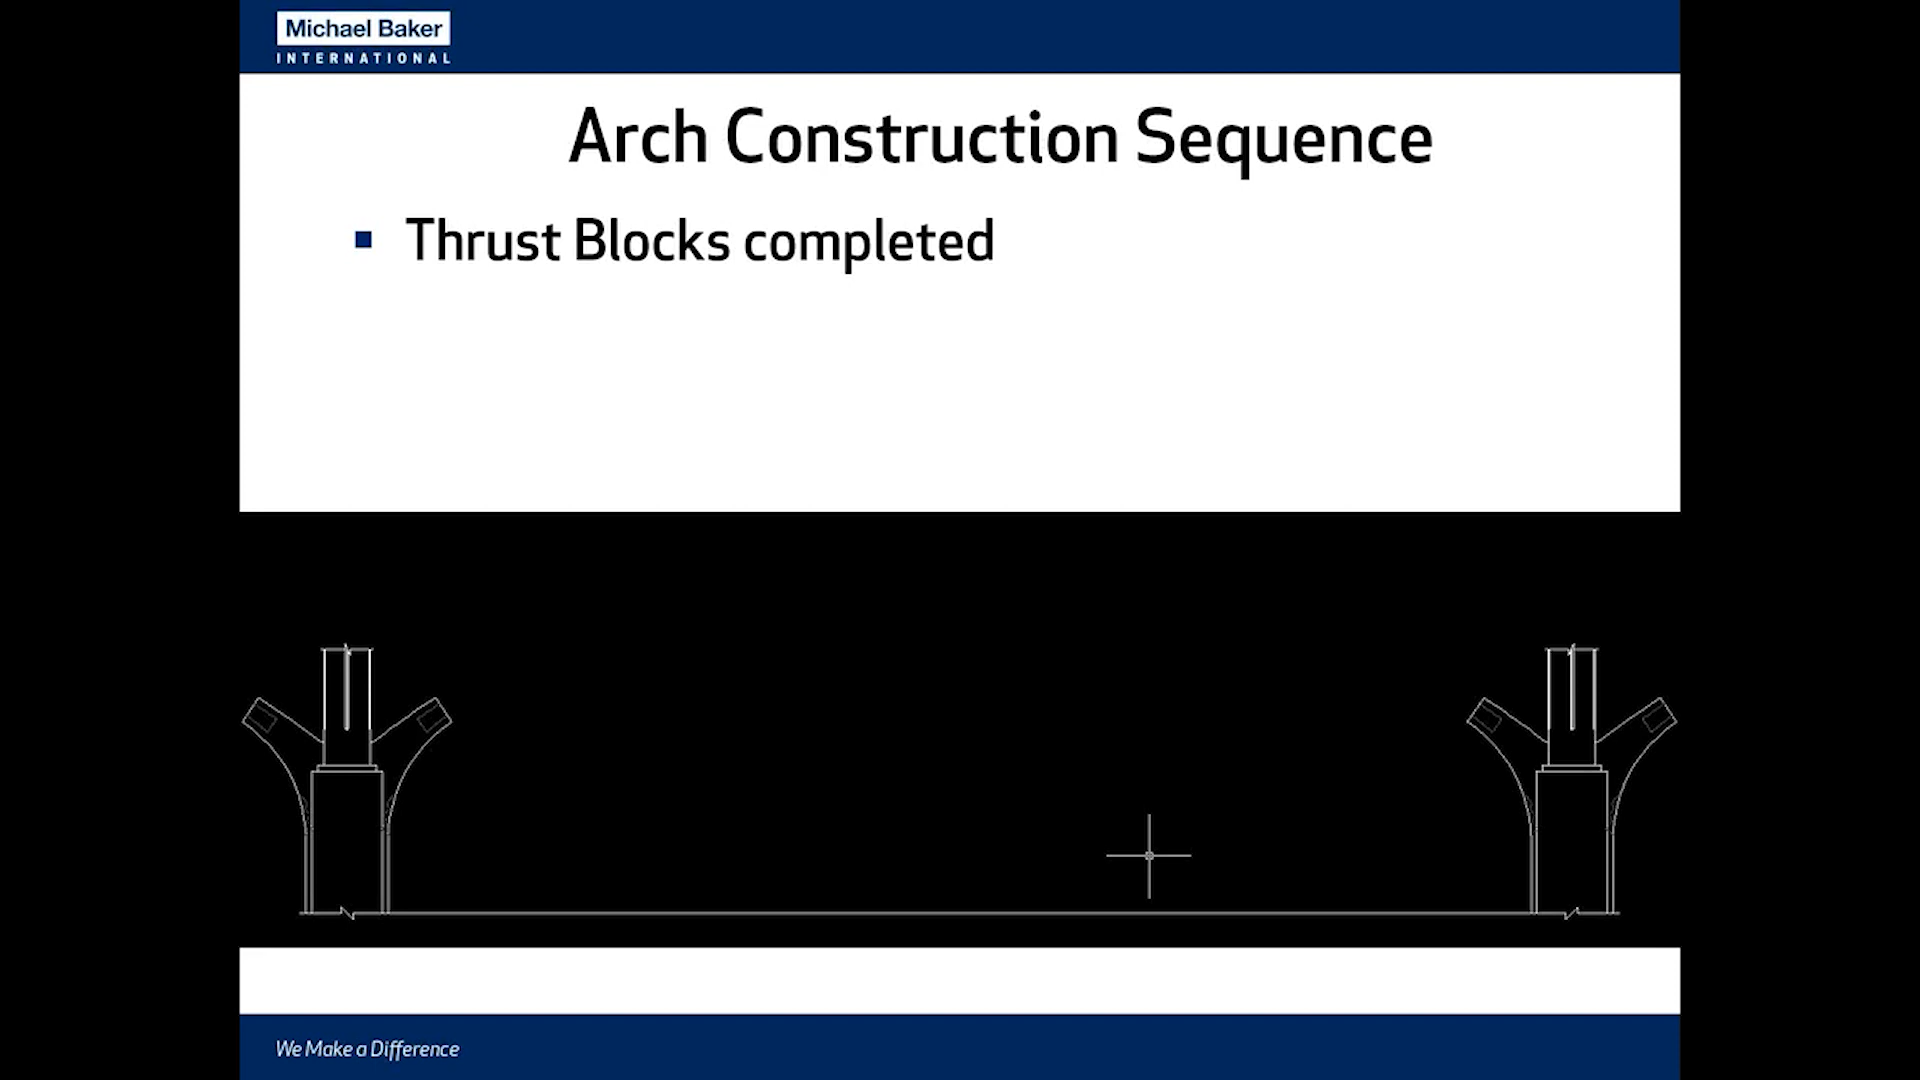 Michael Baker
INTERNATIONAL
Arch Construction Sequence
Thrust Blocks completed
We Make a Difference